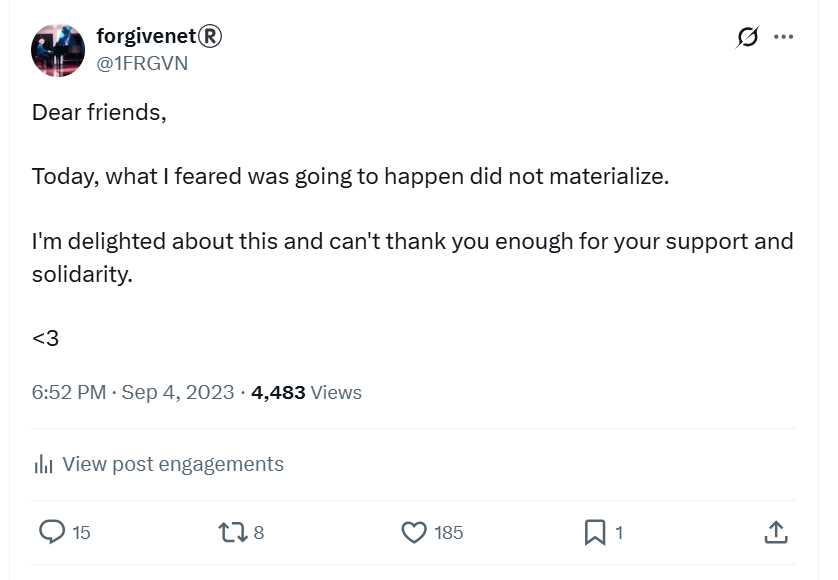 forgivenet®
@1FRGVN
Dear friends,
Today, what I feared was going to happen did not materialize.
I'm delighted about this and can't thank you enough for your support and
solidarity.
<3
6:52 PM · Sep 4, 2023 · 4,483 Views
View post engagements
15 8 185 1